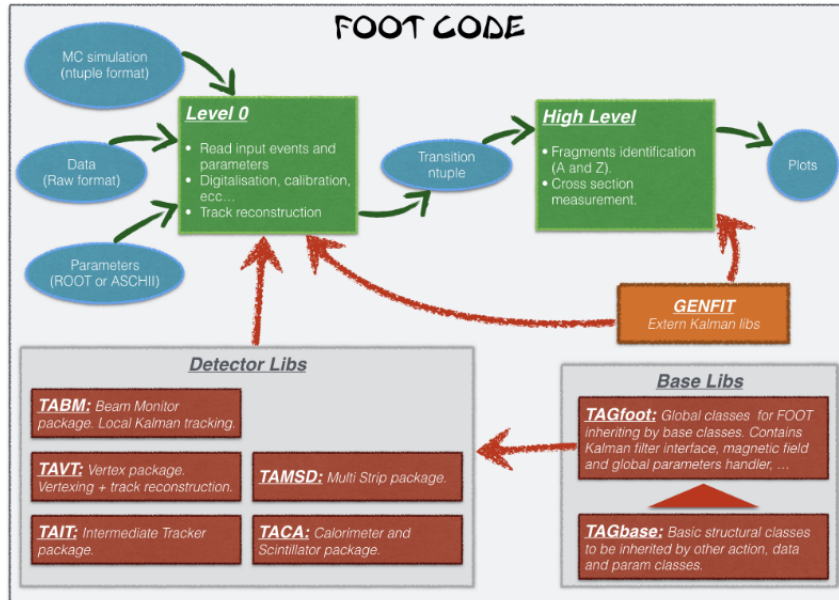 FOOT CODE
MC simulation
(ntuple format)
Data
(Raw format)
Parameters
(ROOT or ASCHII)
Level 0
• Read input events and
parameters
• Digitalisation, calibration,
ecc...
• Track reconstruction
Transition
ntuple
High Level
• Fragments identification
(A and Z).
• Cross section
measurement.
Plots
GENFIT
Extern Kalman libs
Detector Libs
TABM: Beam Monitor
package. Local Kalman tracking.
TAVT: Vertex package.
Vertexing + track reconstruction.
TAIT: Intermediate Tracker
package.
TAMSD: Multi Strip package.
TACA: Calorimeter and
Scintillator package.
Base Libs
TAGfoot: Global classes for FOOT
inheriting by base classes. Contains
Kalman filter interface, magnetic field
and global parameters handler, ...
TAGbase: Basic structural classes
to be inherited by other action, data
and param classes.